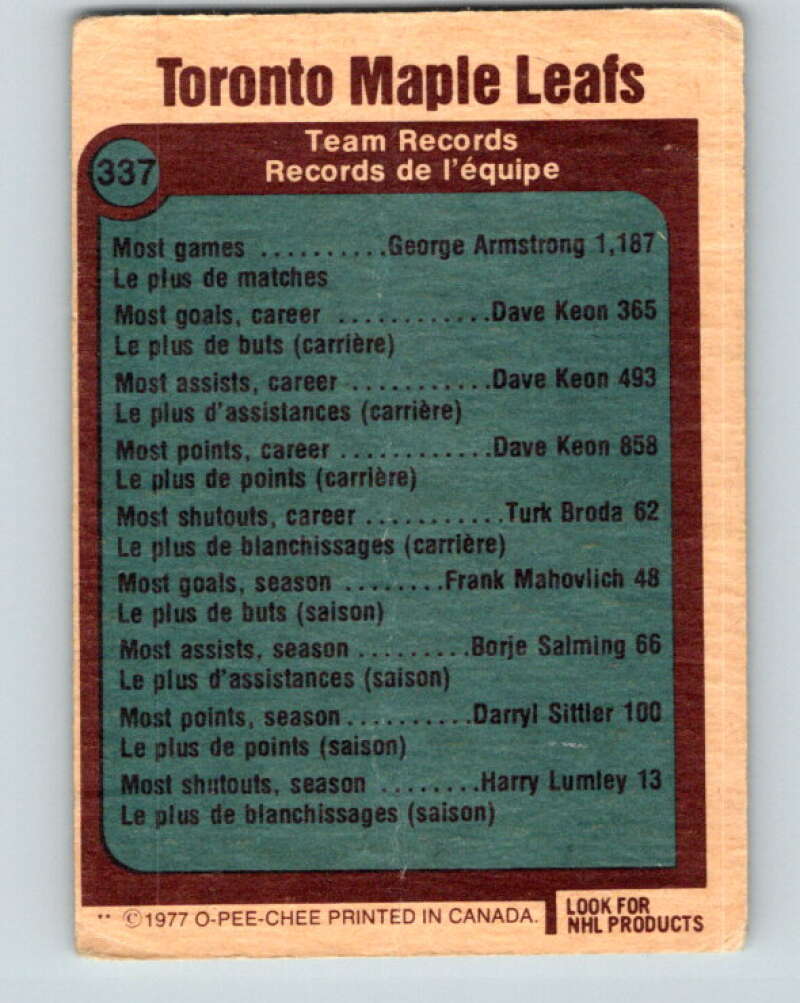 Toronto Maple Leafs
337
Team Records
Records de l'équipe
Most games ..........George Armstrong 1,187
Le plus de matches
Most goals, career ............Dave Keon 365
Le plus de buts (carrière)
Most assists, career ...........Dave Keon 493
Le plus d'assistances (carrière)
Most points, career ............Dave Keon 858
Le plus de points (carrière)
Most shutouts, career ...........Turk Broda 62
Le plus de blanchissages (carrière)
Most goals, season ........Frank Mahovlich 48
Le plus de buts (saison)
Most assists, season .........Borje Salming 66
Le plus d'assistances (saison)
Most points, season..........Darryl Sittler 100
Le plus de points (saison)
Most shutouts, season ........Harry Lumley 13
Le plus de blanchissages (saison)
** ©1977 O-PEE-CHEE PRINTED IN CANADA.
LOOK FOR
NHL PRODUCTS